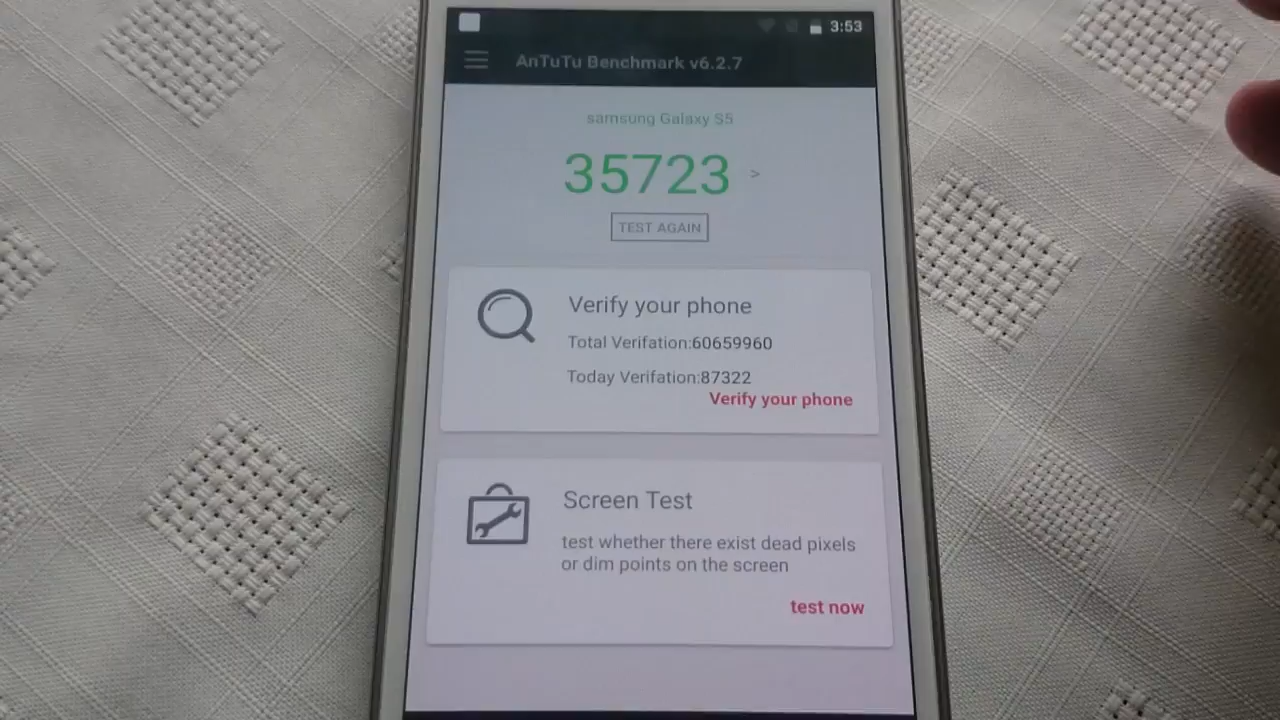 3:53
AnTuTu Benchmark v6.2.7
samsung Galaxy S5
35723 >
TEST AGAIN
Verify your phone
Total Verifation:60659960
Today Verifation:87322
Verify your phone
Screen Test
test whether there exist dead pixels
or dim points on the screen
test now